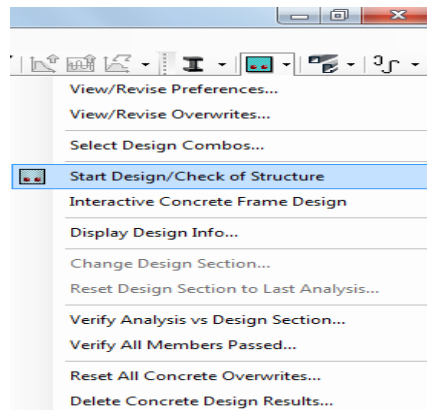 View/Revise Preferences...
View/Revise Overwrites...
Select Design Combos...
Start Design/Check of Structure
Interactive Concrete Frame Design
Display Design Info...
Change Design Section...
Reset Design Section to Last Analysis...
Verify Analysis vs Design Section...
Verify All Members Passed...
Reset All Concrete Overwrites...
Delete Concrete Design Results...